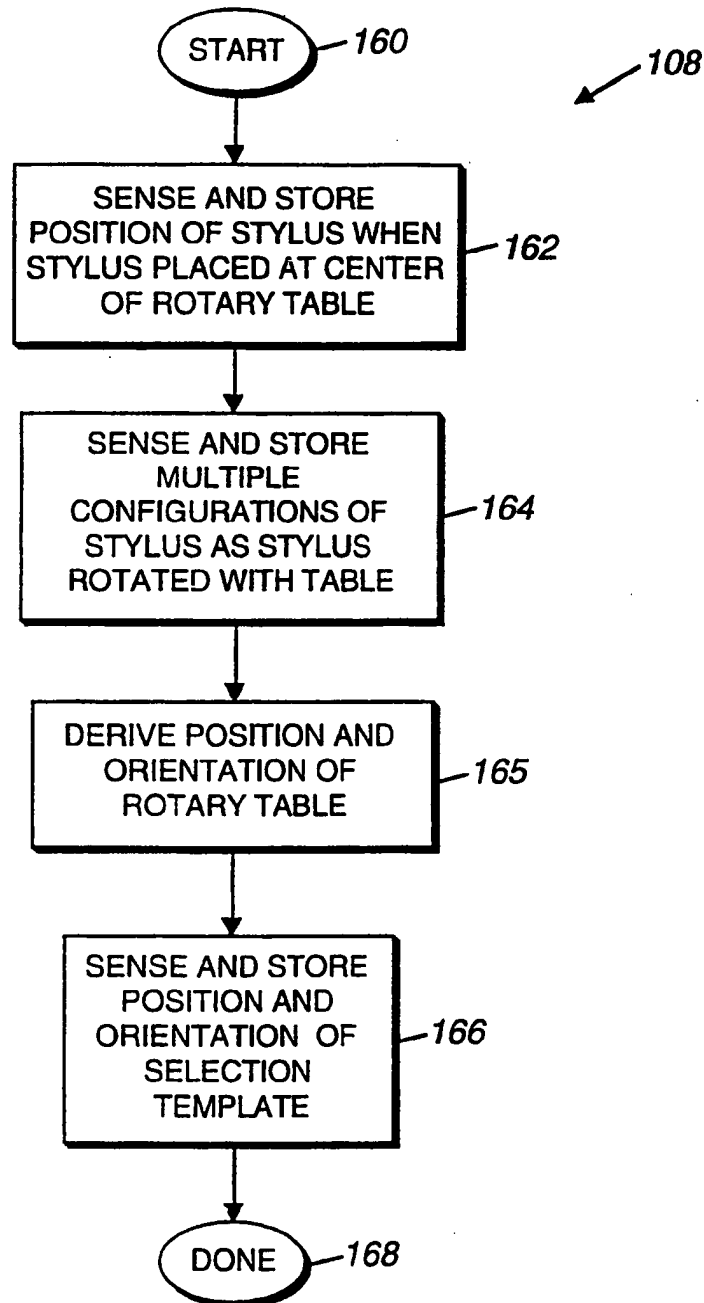 START
160
108
SENSE AND STORE
POSITION OF STYLUS WHEN
STYLUS PLACED AT CENTER
OF ROTARY TABLE
162
SENSE AND STORE
MULTIPLE
CONFIGURATIONS OF
STYLUS AS STYLUS
ROTATED WITH TABLE
164
DERIVE POSITION AND
ORIENTATION OF
ROTARY TABLE
165
SENSE AND STORE
POSITION AND
ORIENTATION OF
SELECTION
TEMPLATE
166
DONE
168